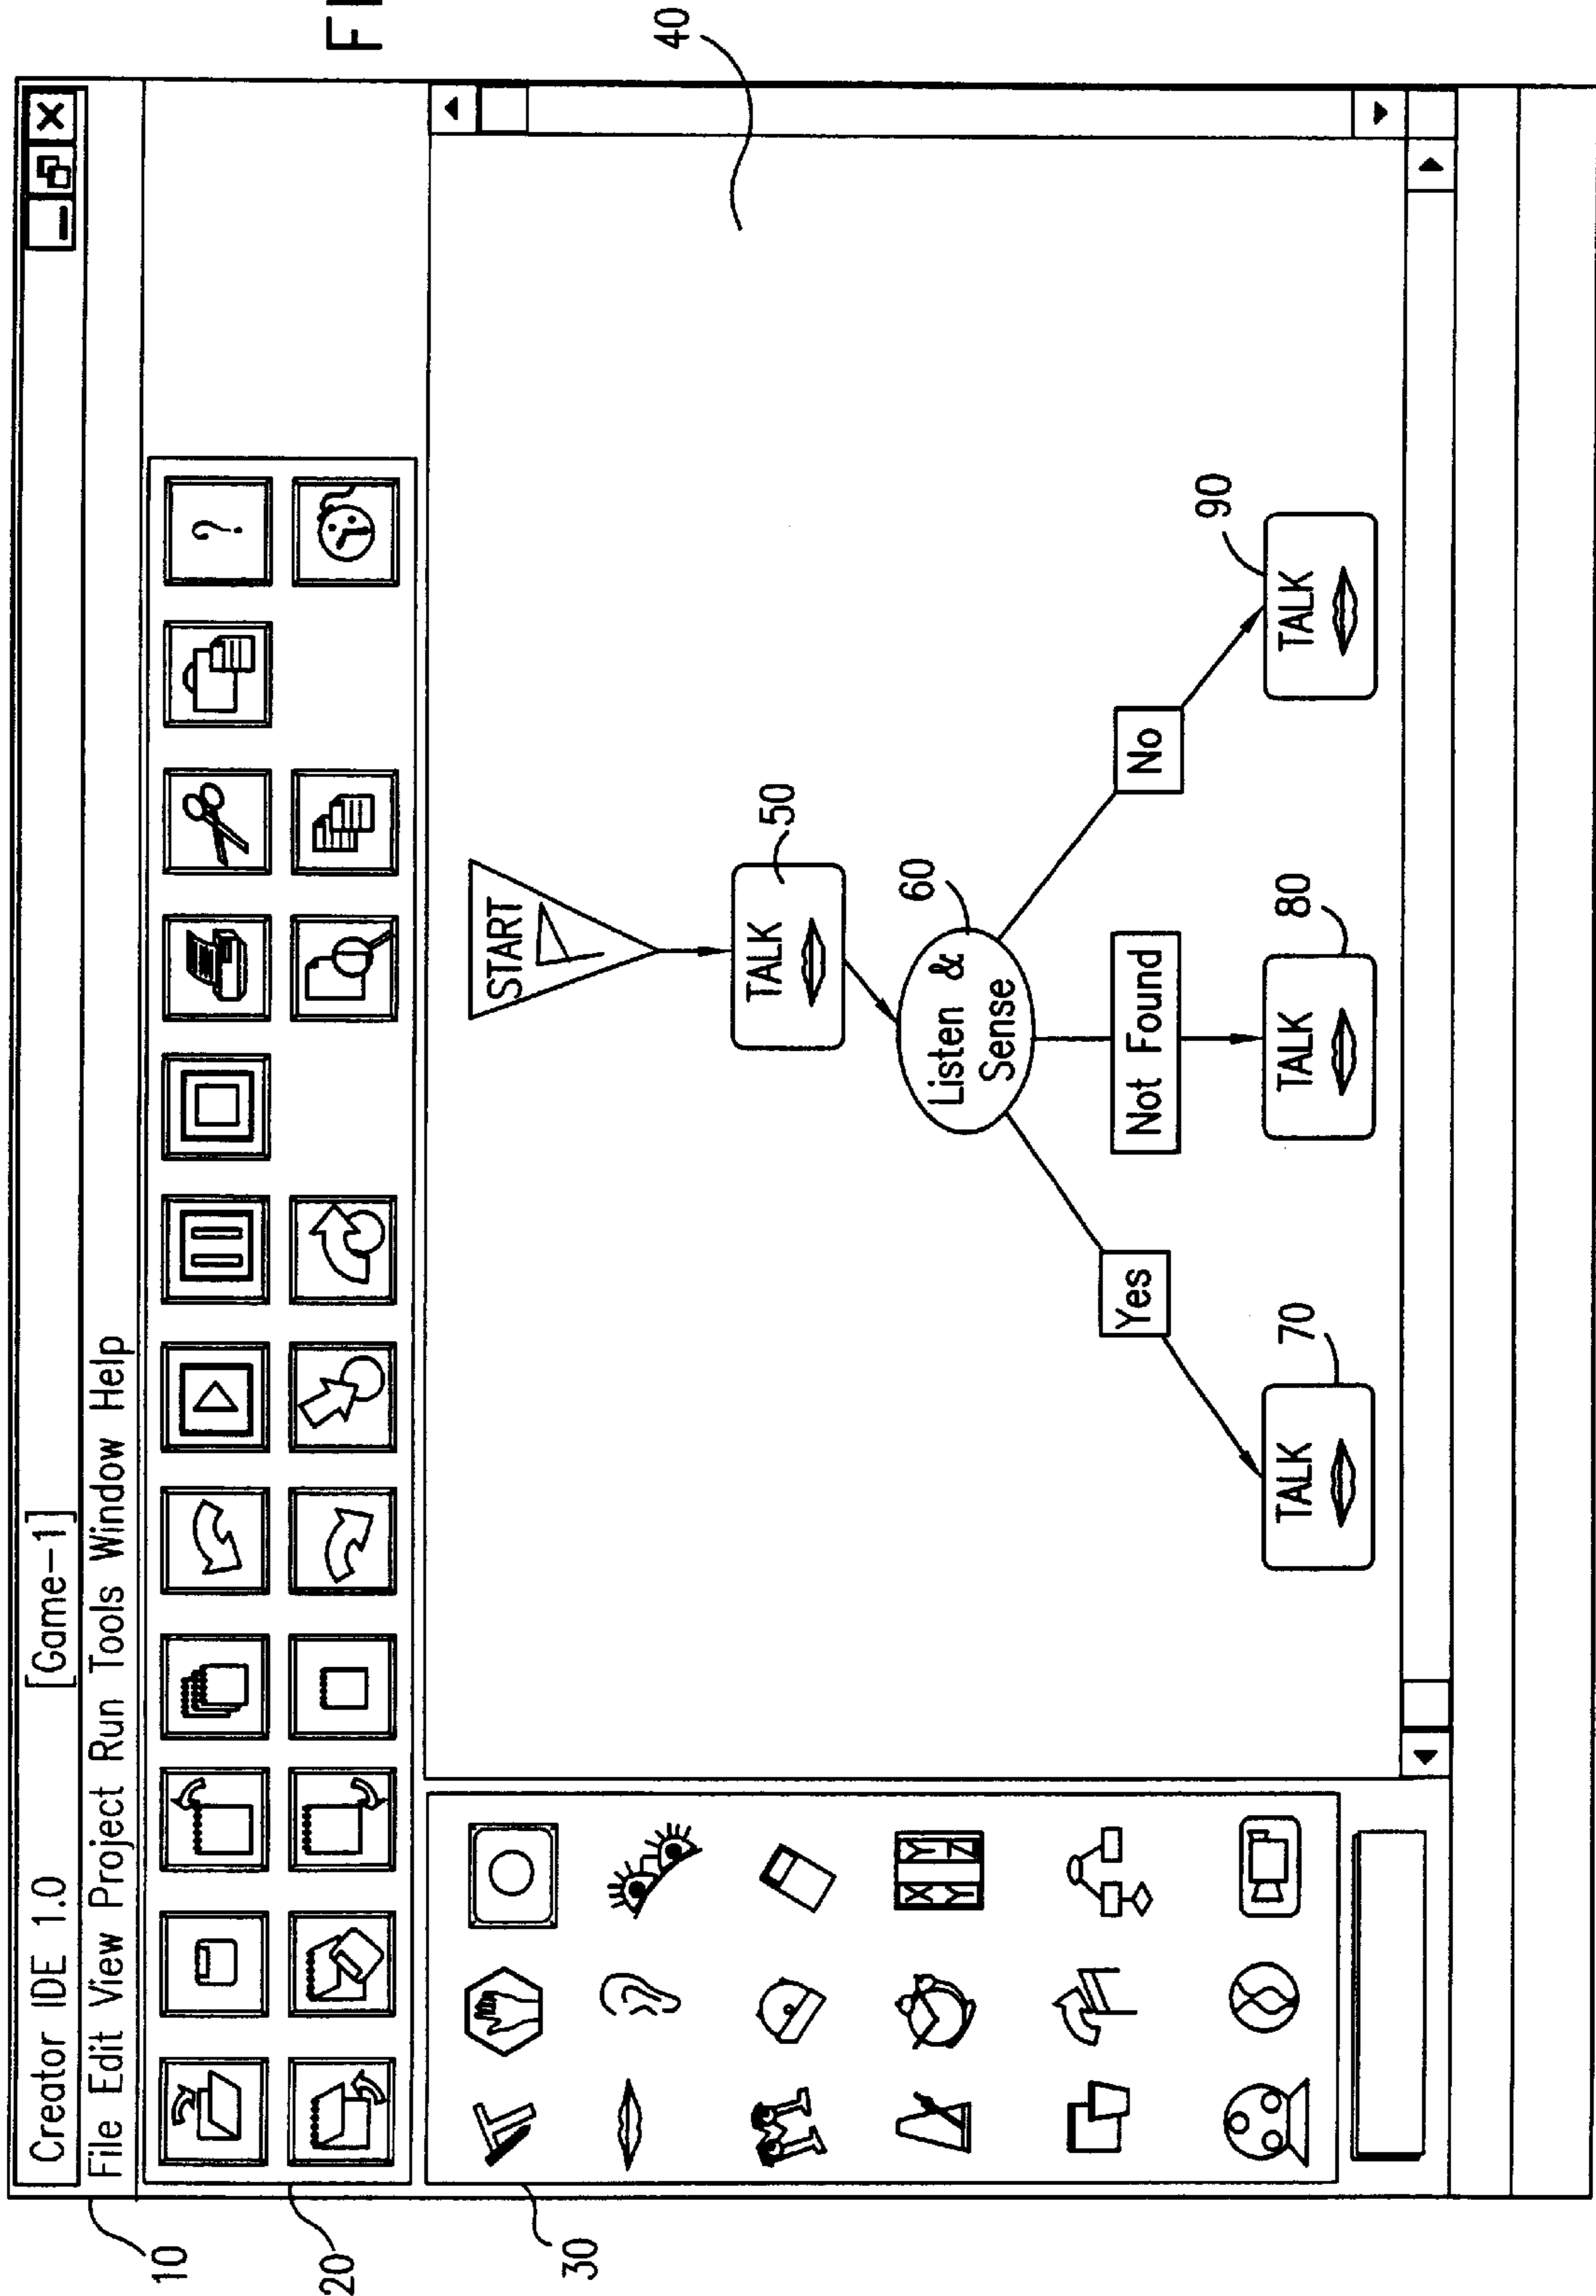 FI
Creator IDE 1.0 [Game-1]
File Edit View Project Run Tools Window Help
10
?
20
30
40
START
TALK
50
Listen &
Sense
60
Yes
Not Found
No
TALK
70
TALK
80
TALK
90
X Y
Y Z